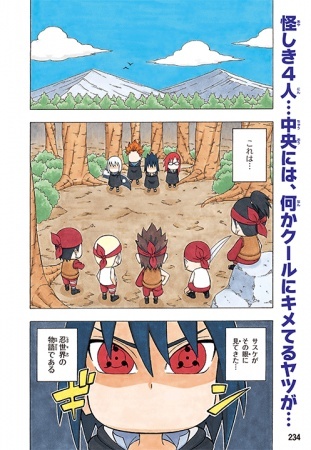 怪しき4人…中央には、何かクールにキメてるヤツが…
これは…
サスケが
その眼に
見てきた…
忍世界の
物語である
234